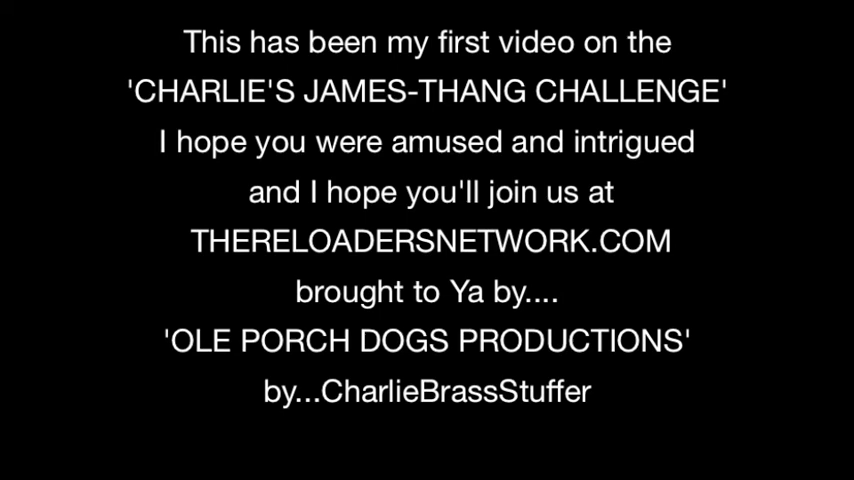 This has been my first video on the
'CHARLIE'S JAMES-THANG CHALLENGE'
I hope you were amused and intrigued
and I hope you'll join us at
THERELOADERSNETWORK.COM
brought to Ya by....
'OLE PORCH DOGS PRODUCTIONS'
by...CharlieBrassStuffer